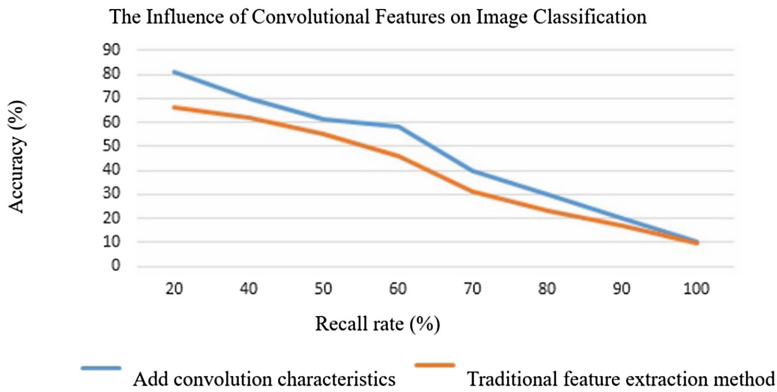 The Influence of Convolutional Features on Image Classification
Accuracy (%)
90
80
70
60
50
40
30
20
10
0
20 40 50 60 70 80 90 100
Recall rate (%)
Add convolution characteristics Traditional feature extraction method